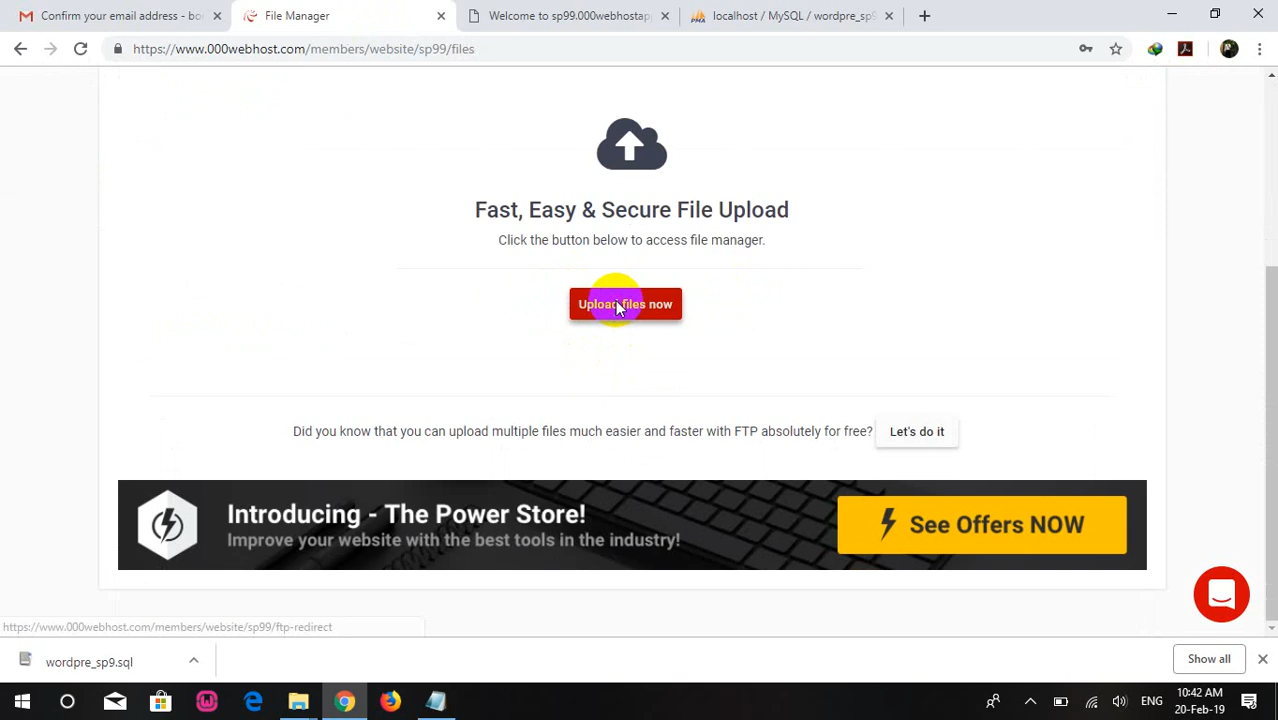 Confirm your email address - bo
File Manager
Welcome to sp99.000webhostapp
localhost / MySQL / wordpre_sp9
https://www.000webhost.com/members/website/sp99/files
Fast, Easy & Secure File Upload
Click the button below to access file manager.
Upload files now
Did you know that you can upload multiple files much easier and faster with FTP absolutely for free?
Let's do it
Introducing - The Power Store!
Improve your website with the best tools in the industry!
See Offers NOW
https://www.000webhost.com/members/website/sp99/ftp-redirect
wordpre_sp9.sql
Show all
ENG
10:42 AM
20-Feb-19